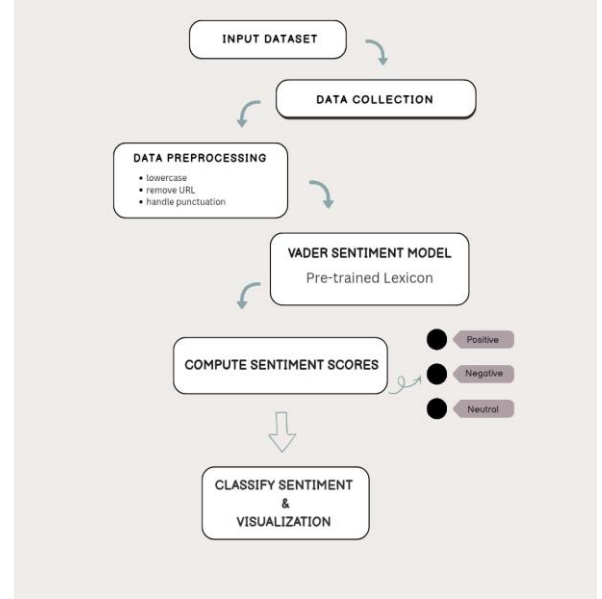 INPUT DATASET
DATA COLLECTION
DATA PREPROCESSING
• lowercase
• remove URL
• handle punctuation
VADER SENTIMENT MODEL
Pre-trained Lexicon
COMPUTE SENTIMENT SCORES
Positive
Negative
Neutral
CLASSIFY SENTIMENT
&
VISUALIZATION